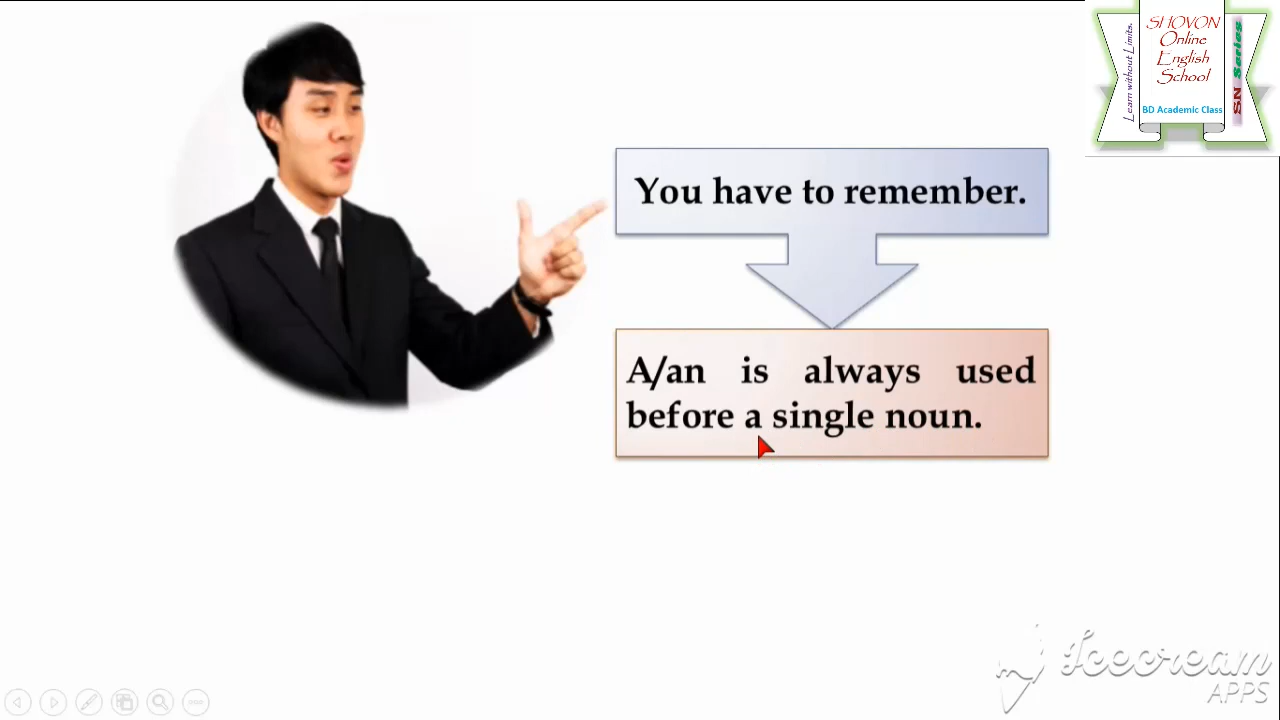 SHOVON
Online
English
School
BD Academic Class
Learn without Limits.
SN Series
You have to remember.
A/an is always used
before a single noun.
Icecream
APPS